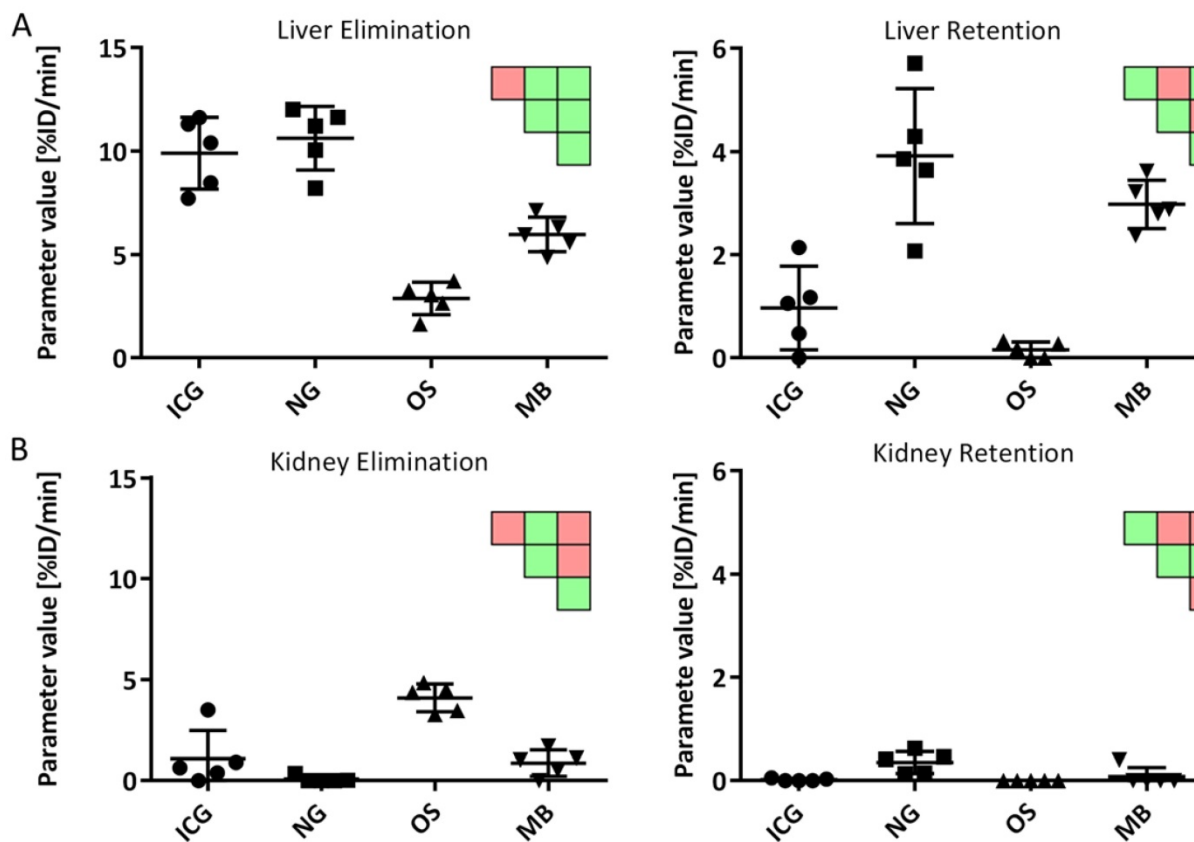 A
Liver Elimination
Parameter value [%ID/min]
15
10
5
0
ICG
NG
OS
MB
Liver Retention
Paramete value [%ID/min]
6
4
2
0
ICG
NG
OS
MB
B
Kidney Elimination
Parameter value [%ID/min]
15
10
5
0
ICG
NG
OS
MB
Kidney Retention
Paramete value [%ID/min]
6
4
2
0
ICG
NG
OS
MB